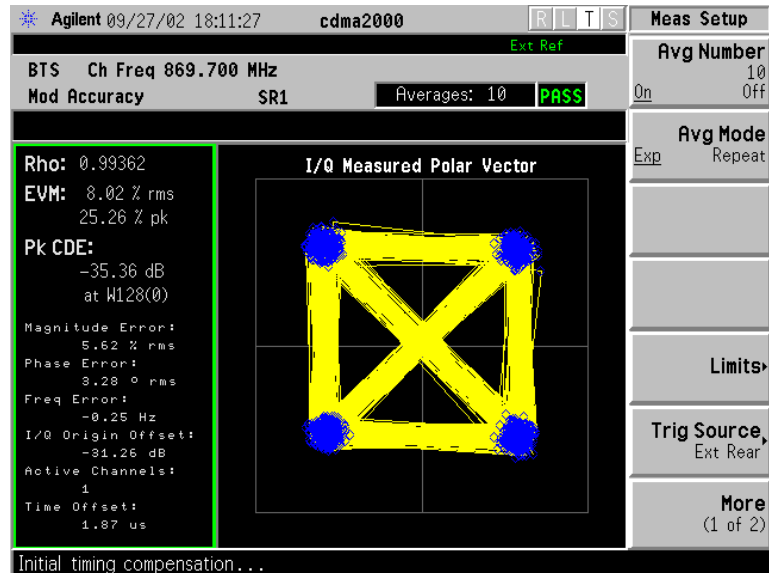 Agilent 09/27/02 18:11:27 cdma2000 R L T S Meas Setup
Ext Ref
BTS Ch Freq 869.700 MHz
Mod Accuracy SR1 Averages: 10 PASS
Avg Number
10
On Off
Avg Mode
Exp Repeat
Rho: 0.99362
EVM: 8.02 % rms
25.26 % pk
Pk CDE:
-35.36 dB
at W128(0)
Magnitude Error:
5.62 % rms
Phase Error:
3.28 º rms
Freq Error:
-0.25 Hz
I/Q Origin Offset:
-31.26 dB
Active Channels:
1
Time Offset:
1.87 us
I/Q Measured Polar Vector
Limits
Trig Source
Ext Rear
More
(1 of 2)
Initial timing compensation...